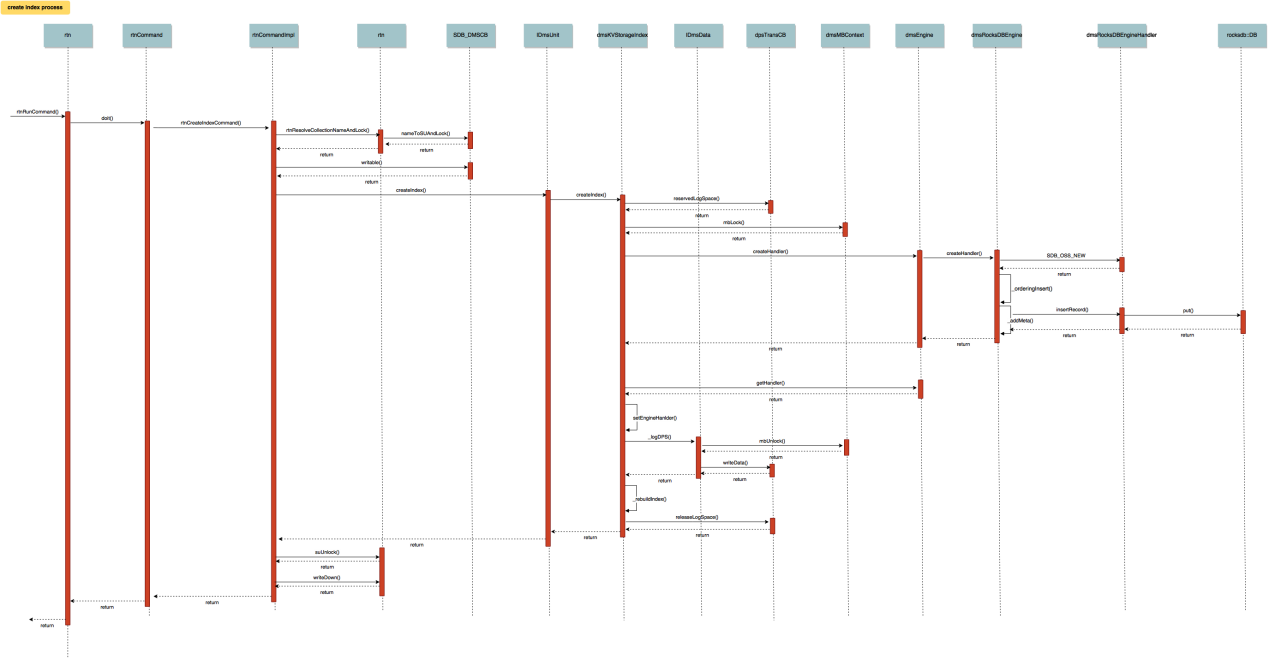 create index process
rtn
rtnCommand
rtnCommandImpl
rtn
SDB_DMSCB
IDmsUnit
dmsKVStorageIndex
IDmsData
dpsTransCB
dmsMBContext
dmsEngine
dmsRocksDBEngine
dmsRocksDBEngineHandler
rocksdb::DB
rtnRunCommand()
doit()
rtnCreateIndexCommand()
rtnResolveCollectionNameAndLock()
nameToSUAndLock()
return
return
writable()
return
createIndex()
createIndex()
reservedLogSpace()
return
mbLock()
return
createHandler()
createHandler()
SDB_OSS_NEW
return
_orderingInsert()
insertRecord()
put()
_addMeta()
return
return
return
return
getHandler()
return
setEngineHanlder()
_logDPS()
mbUnlock()
return
writeData()
return
return
_rebuildIndex()
releaseLogSpace()
return
return
return
suUnlock()
return
writeDown()
return
return
return
return